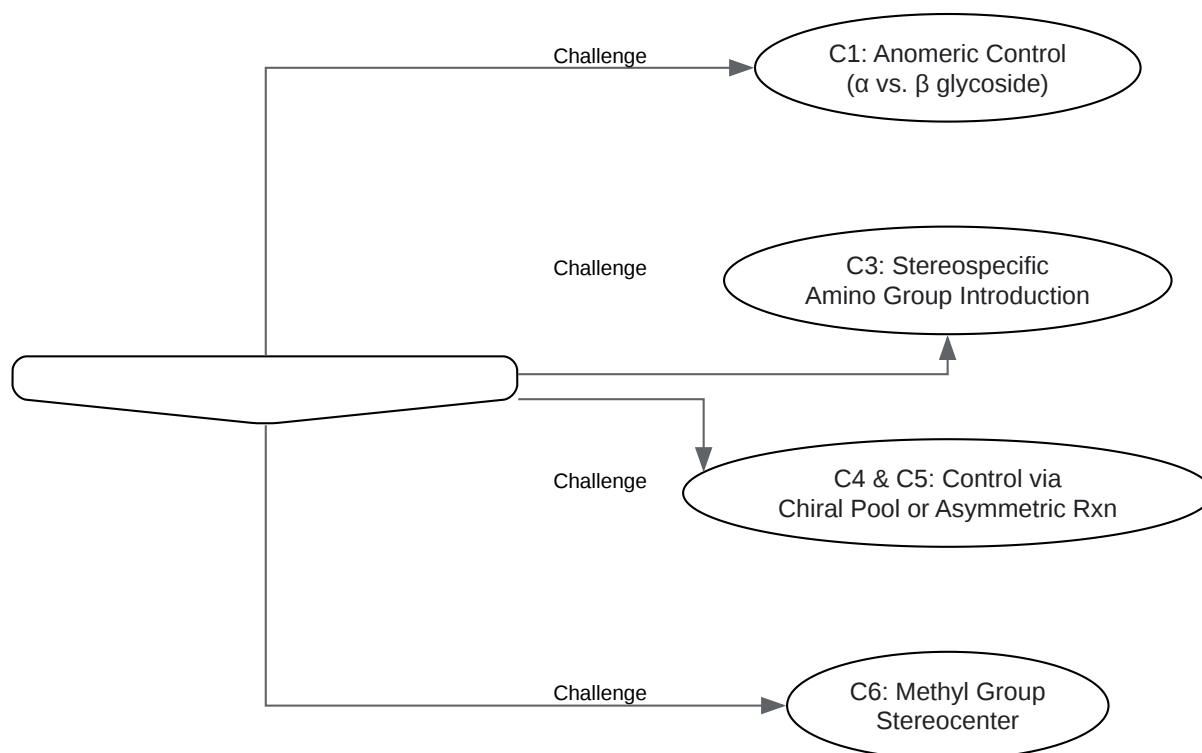 Challenge
C1: Anomeric Control
(α vs. β glycoside)
Challenge
C3: Stereospecific
Amino Group Introduction
Challenge
C4 & C5: Control via
Chiral Pool or Asymmetric Rxn
Challenge
C6: Methyl Group
Stereocenter